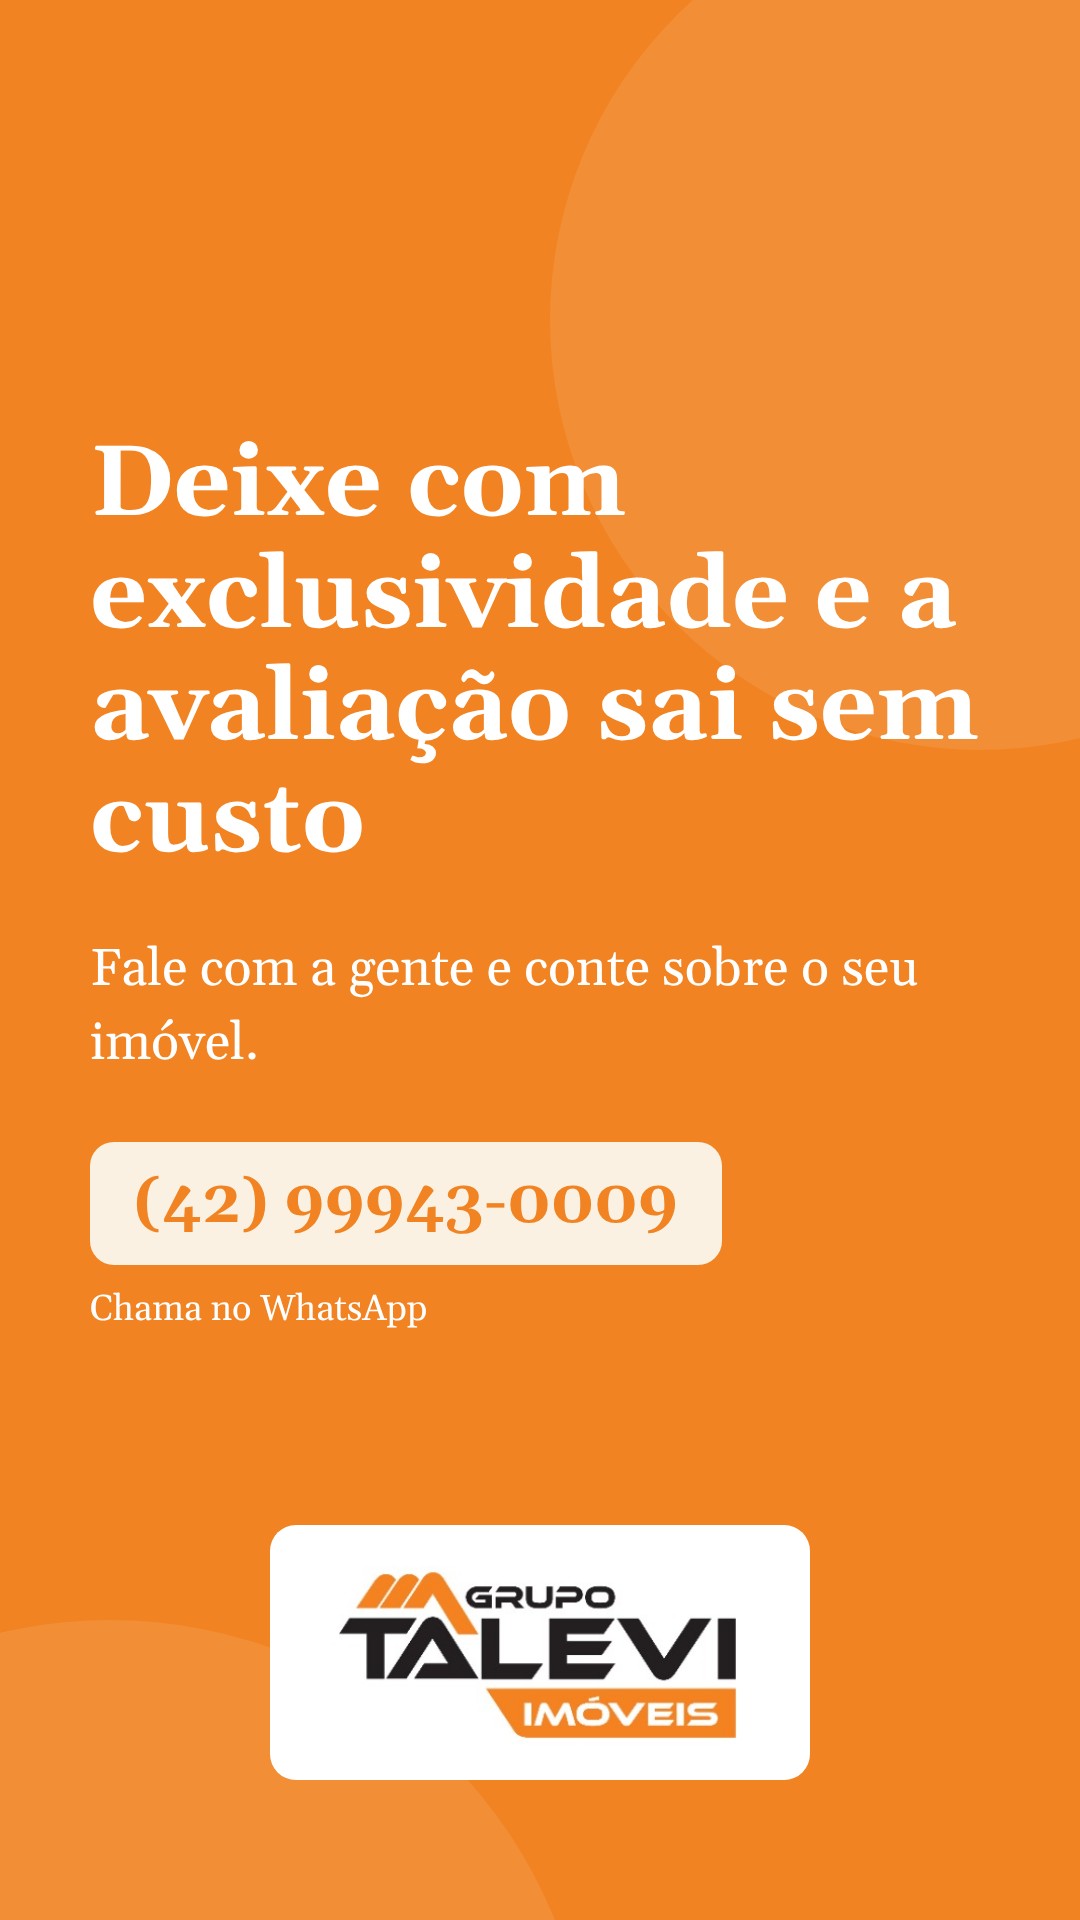 Deixe com
exclusividade e a
avaliação sai sem
custo
Fale com a gente e conte sobre o seu
imóvel.
(42) 99943-0009
Chama no WhatsApp
GRUPO
TALEVI
IMÓVEIS